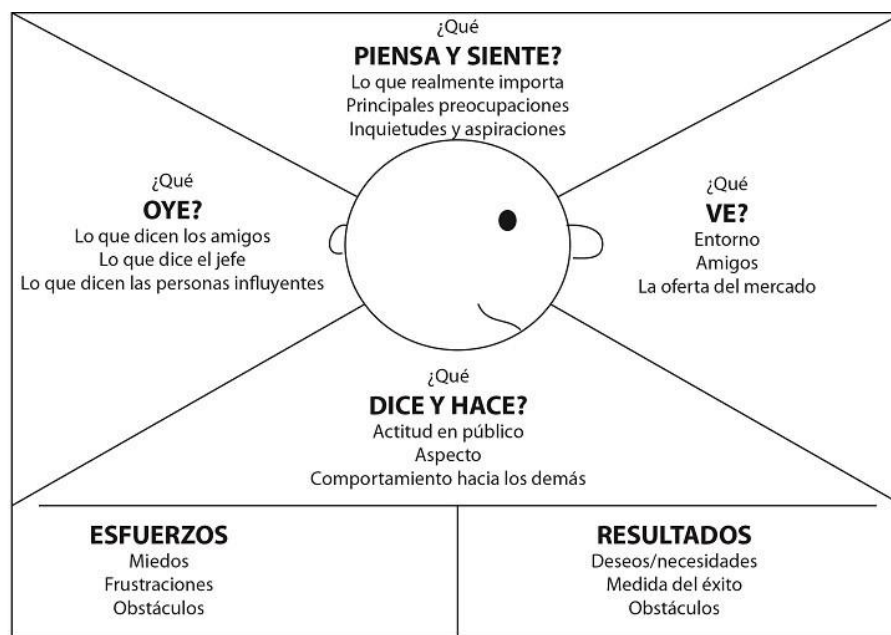 ¿Qué
PIENSA Y SIENTE?
Lo que realmente importa
Principales preocupaciones
Inquietudes y aspiraciones
¿Qué
OYE?
Lo que dicen los amigos
Lo que dice el jefe
Lo que dicen las personas influyentes
¿Qué
VE?
Entorno
Amigos
La oferta del mercado
¿Qué
DICE Y HACE?
Actitud en público
Aspecto
Comportamiento hacia los demás
ESFUERZOS
Miedos
Frustraciones
Obstáculos
RESULTADOS
Deseos/necesidades
Medida del éxito
Obstáculos